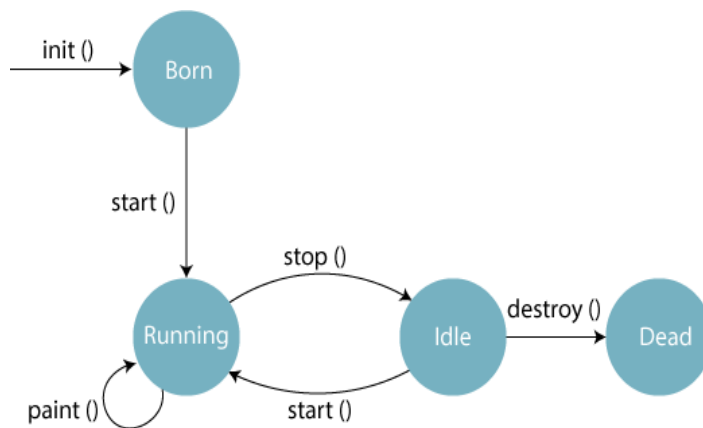 init ()
Born
start ()
stop ()
Running
Idle
destroy ()
Dead
paint ()
start ()